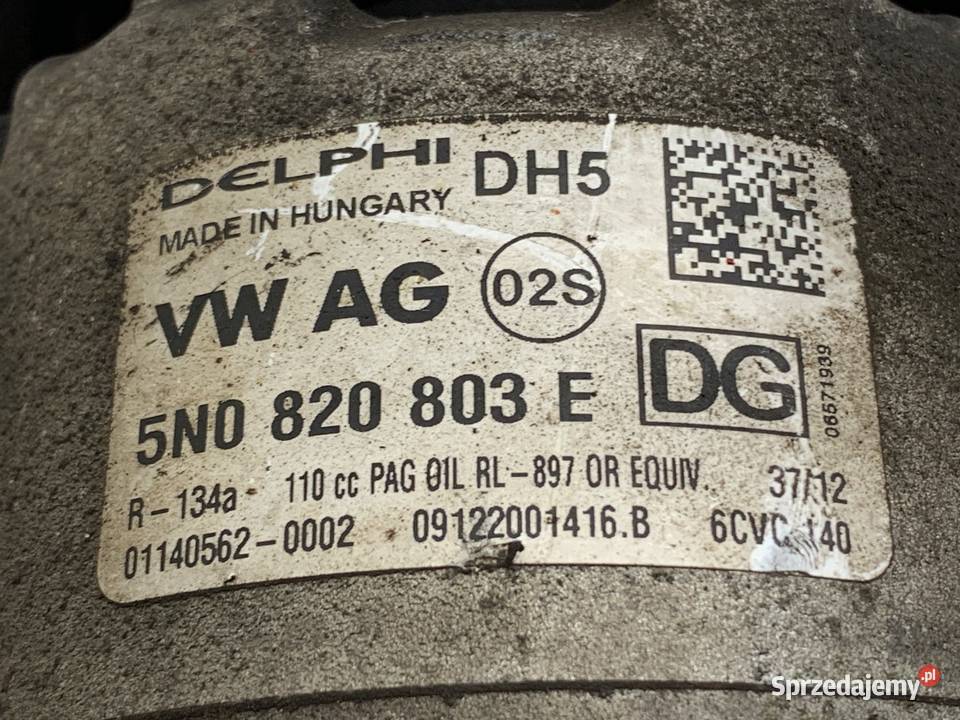 DELPHI DH5
MADE IN HUNGARY
VW AG 02S
5N0 820 803 E DG
06571939
R-134a 110 cc PAG OIL RL-897 OR EQUIV. 37/12
01140562-0002 09122001416.B 6CVC 140
Sprzedajemy.pl